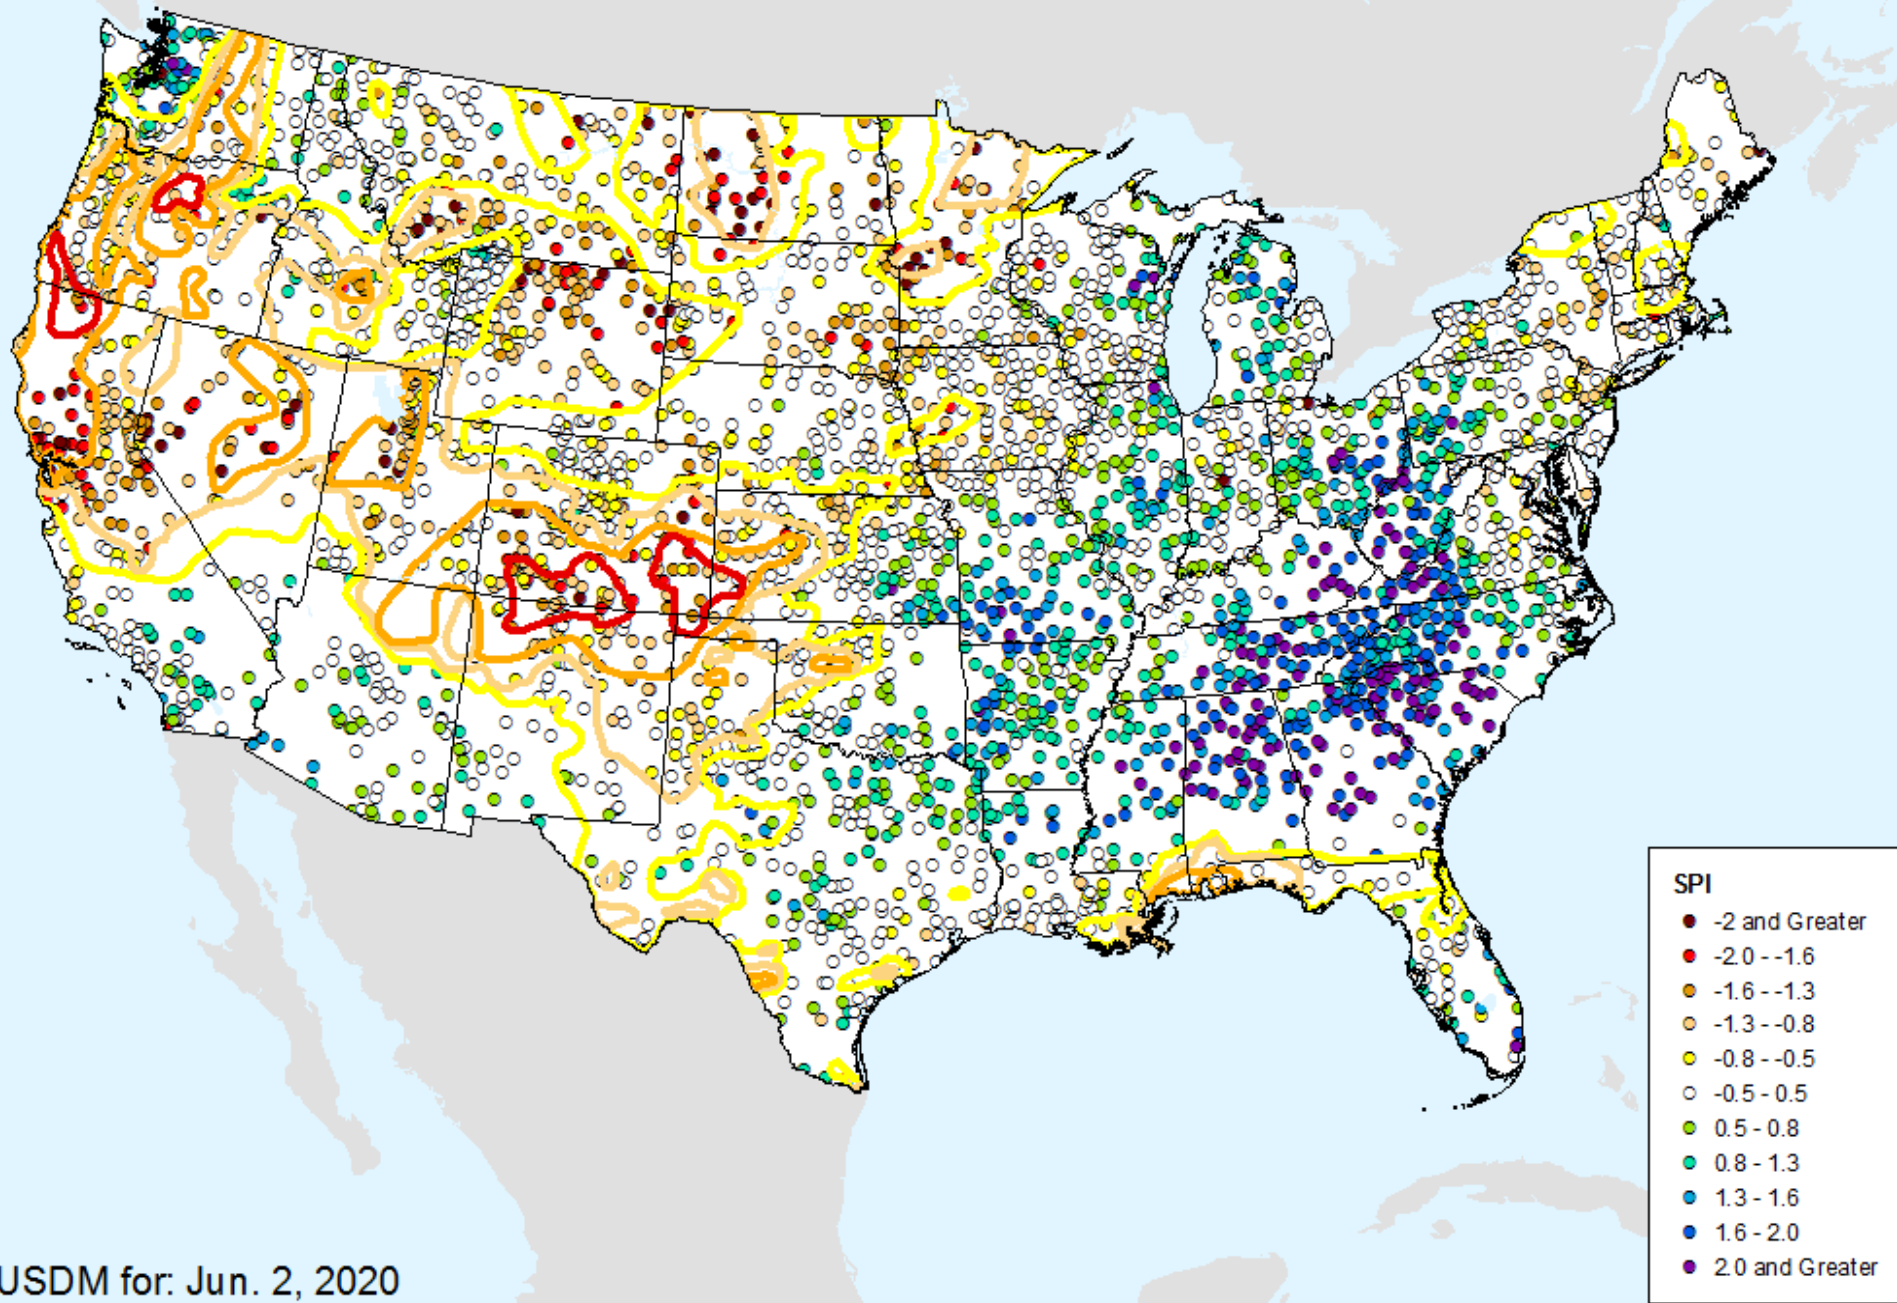 SPI
-2 and Greater
-2.0 - -1.6
-1.6 - -1.3
-1.3 - -0.8
-0.8 - -0.5
-0.5 - 0.5
0.5 - 0.8
0.8 - 1.3
1.3 - 1.6
1.6 - 2.0
2.0 and Greater
USDM for: Jun. 2, 2020